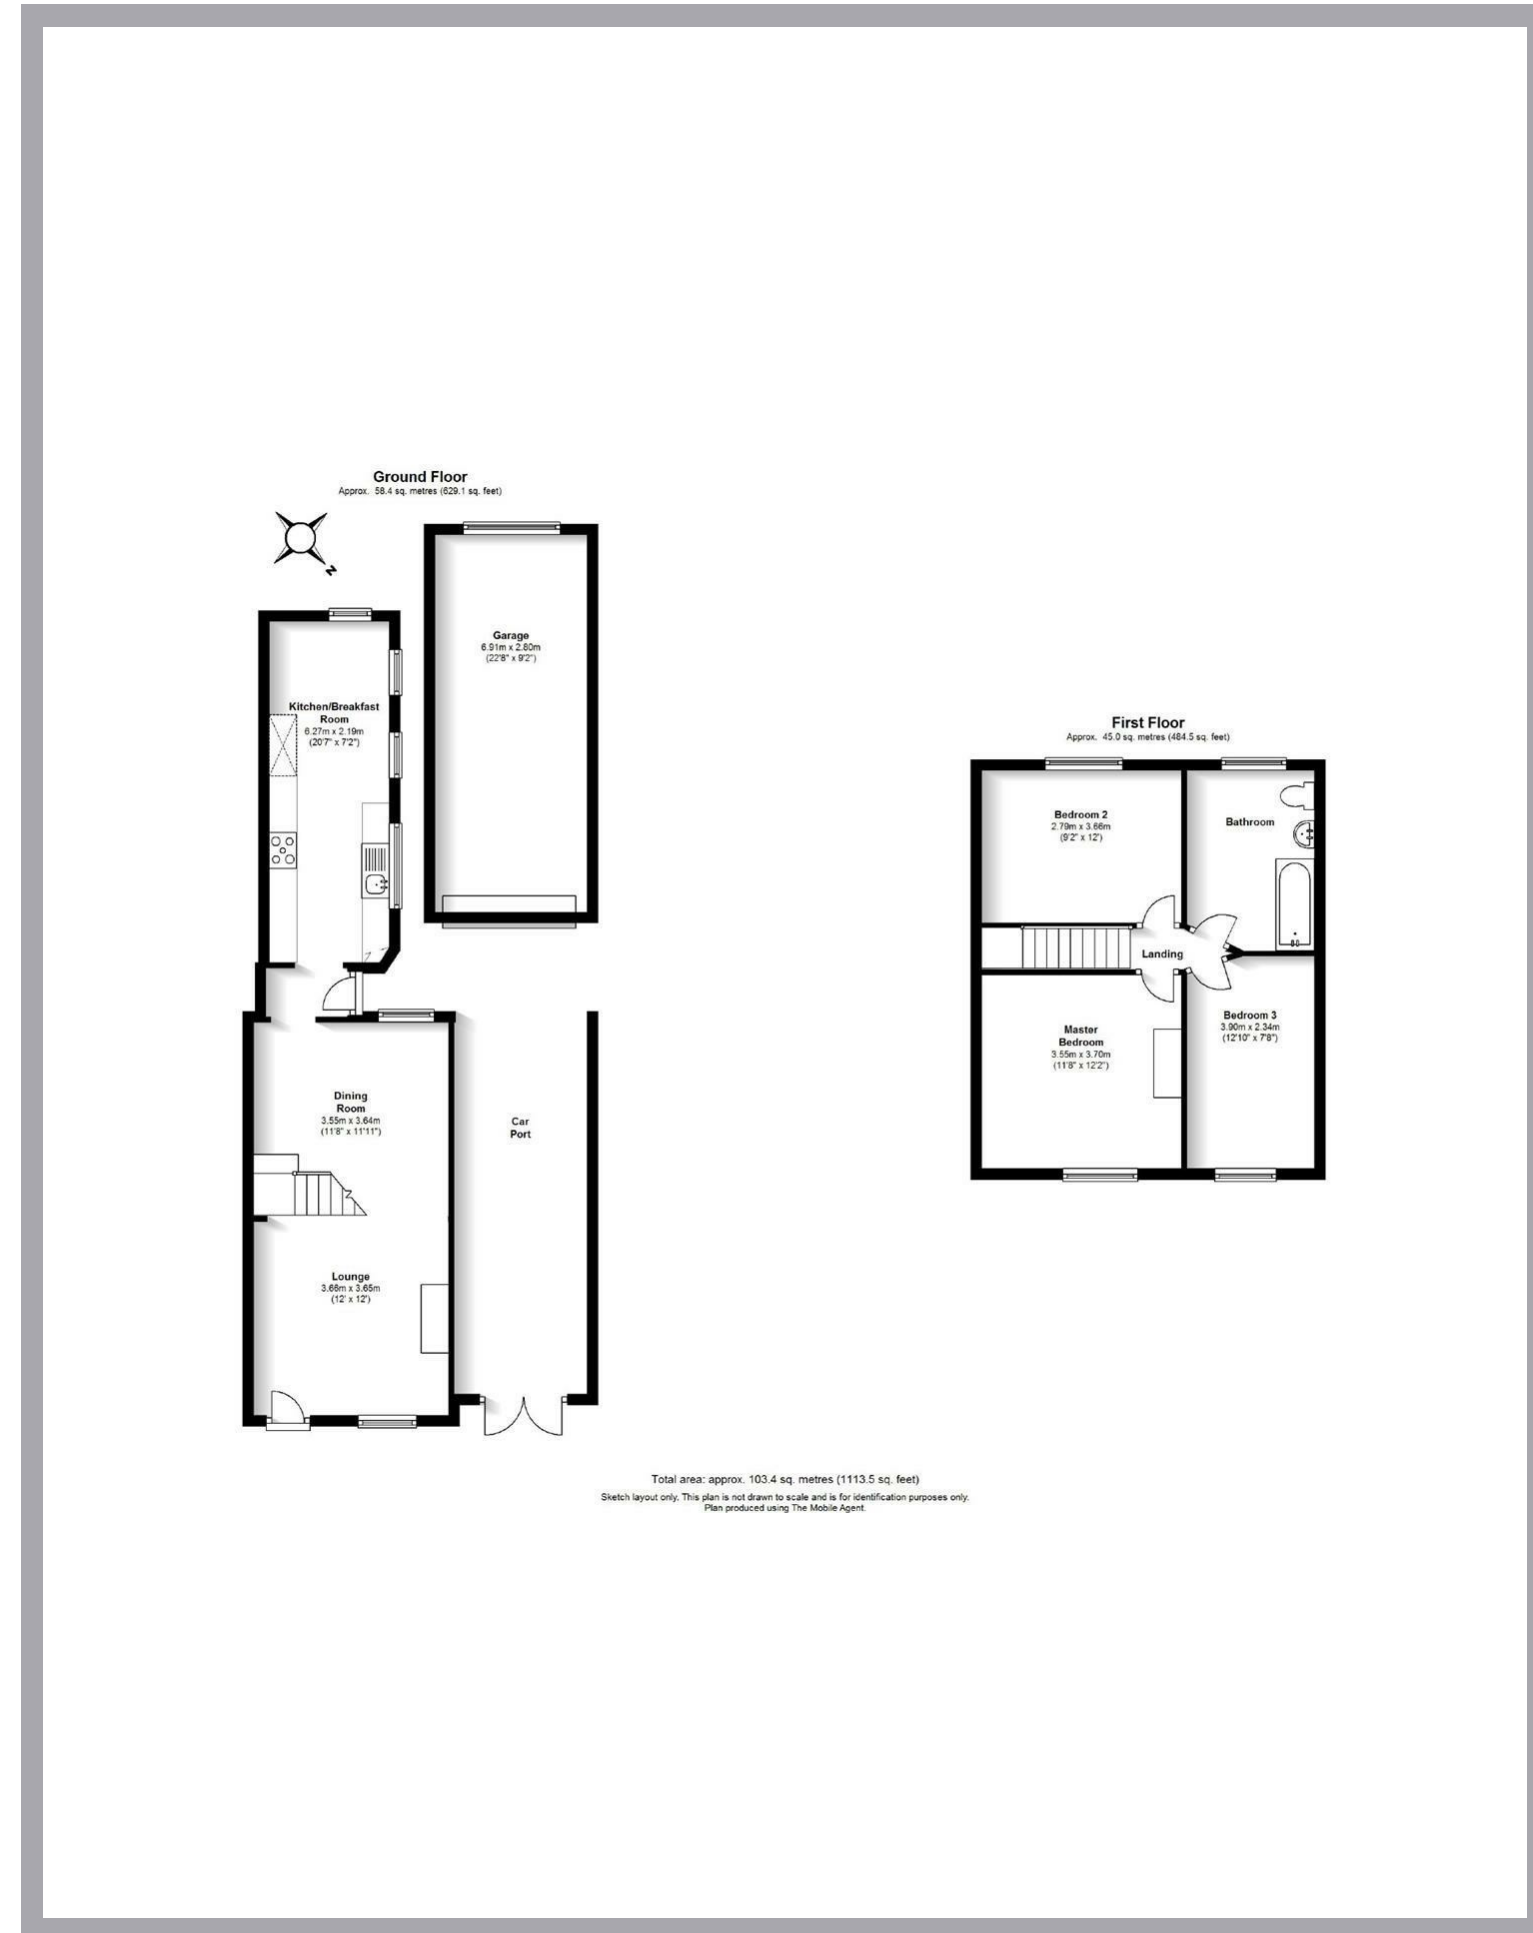 Ground Floor
Approx. 58.4 sq. metres (629.1 sq. feet)
N
Garage
6.91m x 2.80m
(22'8" x 9'2")
Kitchen/Breakfast
Room
6.27m x 2.19m
(20'7" x 7'2")
Dining
Room
3.55m x 3.64m
(11'8" x 11'11")
Car
Port
Lounge
3.66m x 3.65m
(12' x 12')
First Floor
Approx. 45.0 sq. metres (484.5 sq. feet)
Bedroom 2
2.79m x 3.66m
(9'2" x 12')
Bathroom
Landing
Master
Bedroom
3.55m x 3.70m
(11'8" x 12'2")
Bedroom 3
3.90m x 2.34m
(12'10" x 7'8")
Total area: approx. 103.4 sq. metres (1113.5 sq. feet)
Sketch layout only. This plan is not drawn to scale and is for identification purposes only.
Plan produced using The Mobile Agent.